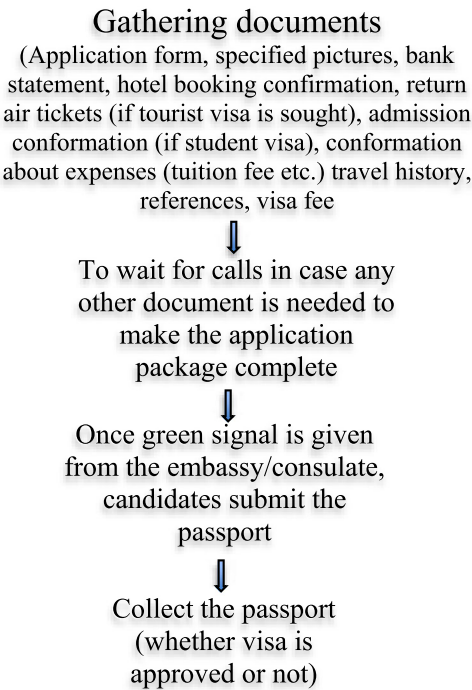 Gathering documents
(Application form, specified pictures, bank
statement, hotel booking confirmation, return
air tickets (if tourist visa is sought), admission
conformation (if student visa), conformation
about expenses (tuition fee etc.) travel history,
references, visa fee
To wait for calls in case any
other document is needed to
make the application
package complete
Once green signal is given
from the embassy/consulate,
candidates submit the
passport
Collect the passport
(whether visa is
approved or not)